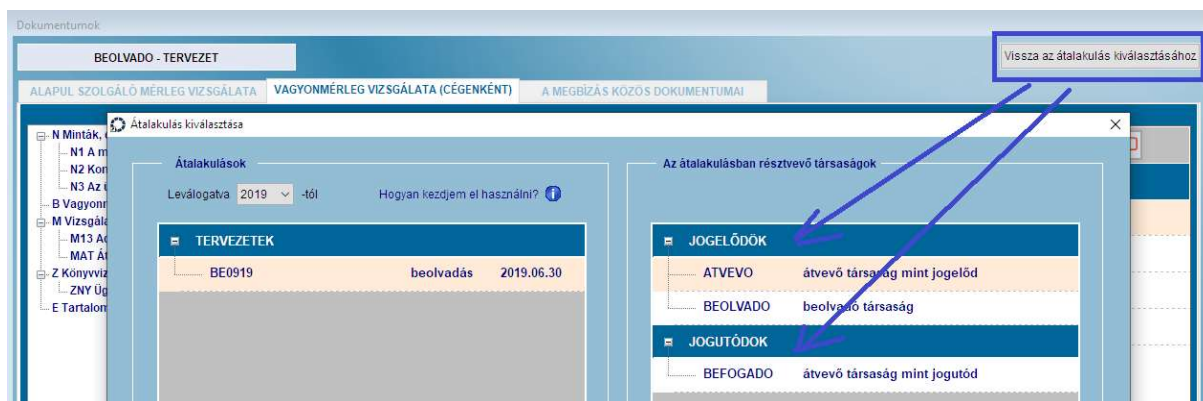 Dokumentumok
BEOLVADO - TERVEZET
Vissza az átalakulás kiválasztásához
ALAPUL SZOLGÁLÓ MÉRLEG VIZSGÁLATA
VAGYONMÉRLEG VIZSGÁLATA (CÉGENKÉNT)
A MEGBÍZÁS KÖZÖS DOKUMENTUMAI
Átalakulás kiválasztása
N Minták,
N1 A m
N2 Kon
N3 Az ü
B Vagyonr
M Vizsgála
M13 Ad
MAT Át
Z Könyvviz
ZNY Üg
E Tartalom
Átalakulások
Leválogatva 2019 -tól
Hogyan kezdjem el használni?
TERVEZETEK
BE0919 beolvadás 2019.06.30
Az átalakulásban résztvevő társaságok
JOGELŐDÖK
ATVEVO átvevő társaság mint jogelőd
BEOLVADO beolvadó társaság
JOGUTÓDOK
BEFOGADO átvevő társaság mint jogutód